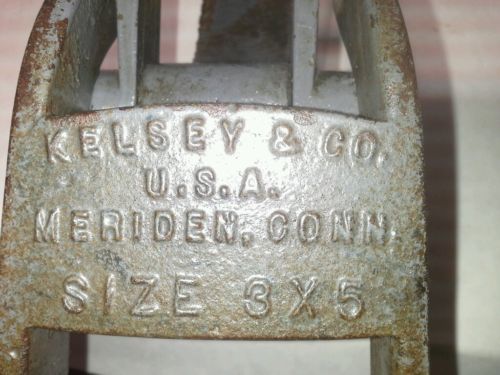 KELSEY & CO.
U.S.A.
MERIDEN, CONN.
SIZE 3X5